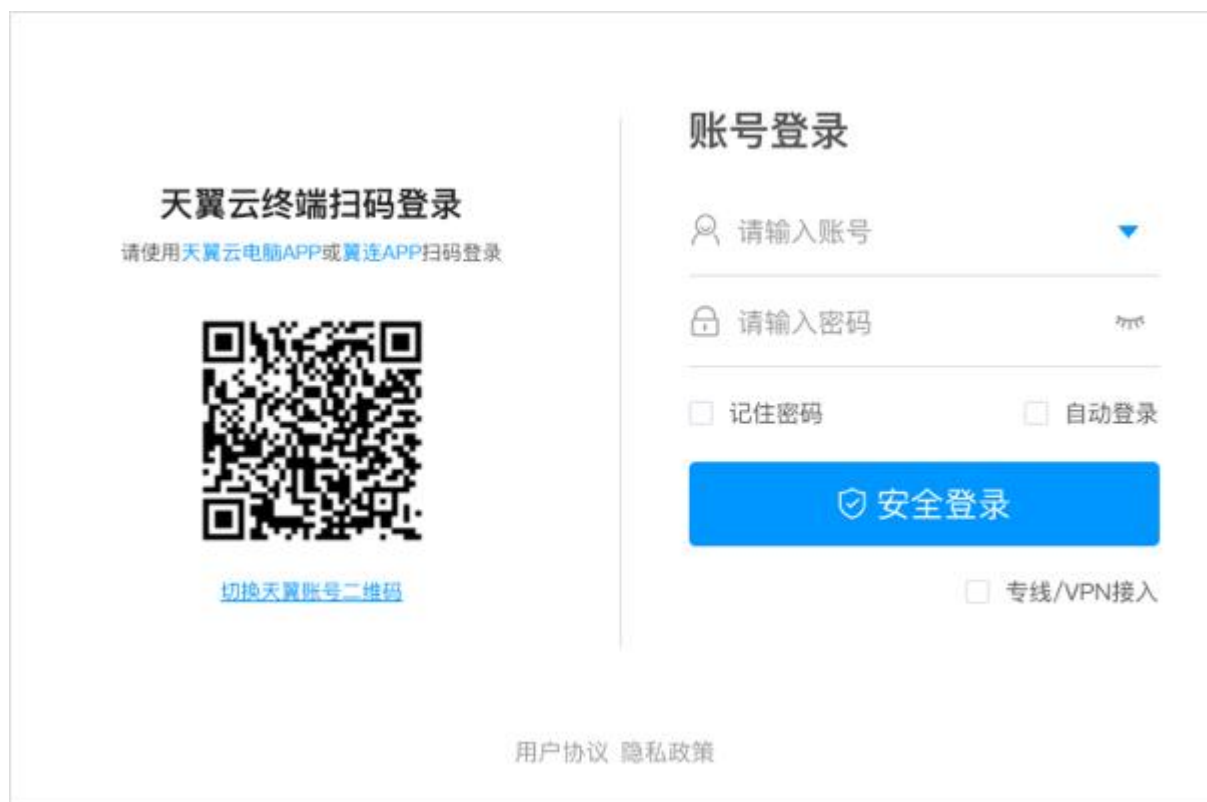 天翼云终端扫码登录
请使用天翼云电脑APP或翼连APP扫码登录
切换天翼账号二维码
账号登录
请输入账号
请输入密码
记住密码
自动登录
安全登录
专线/VPN接入
用户协议 隐私政策